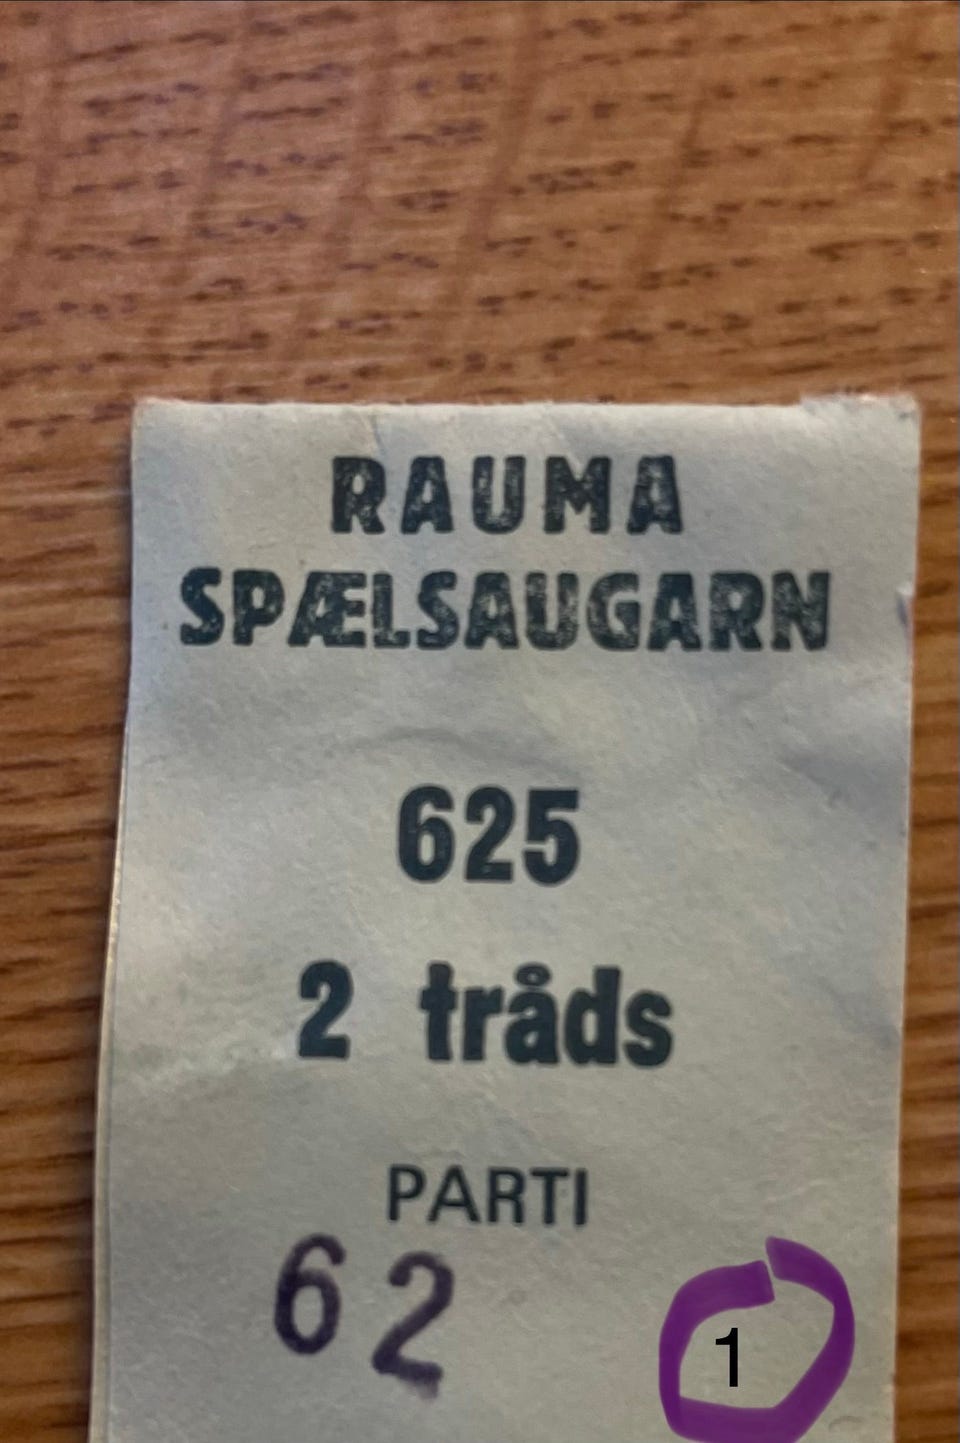 RAUMA
SPÆLSAUGARN
625
2 tråds
PARTI
62
1